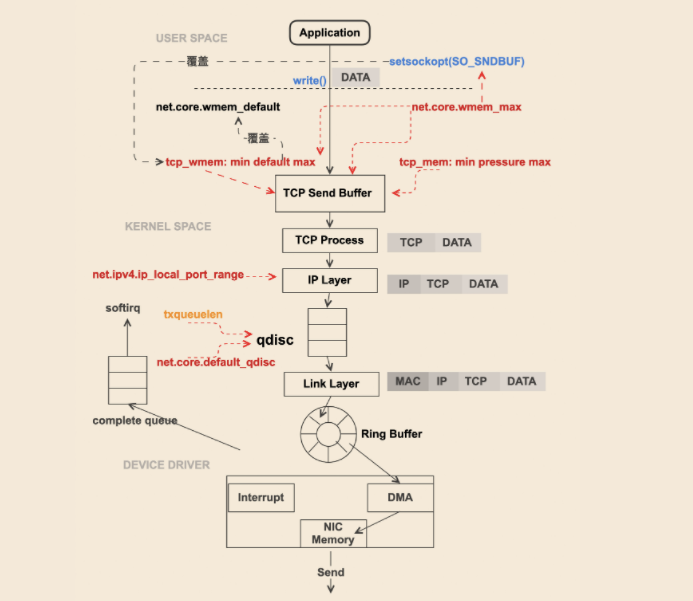 Application
USER SPACE
覆盖
setsockopt(SO_SNDBUF)
write()
DATA
net.core.wmem_default
net.core.wmem_max
覆盖
tcp_wmem: min default max
tcp_mem: min pressure max
TCP Send Buffer
KERNEL SPACE
TCP Process
TCP DATA
net.ipv4.ip_local_port_range
IP Layer
IP TCP DATA
softirq
txqueuelen
qdisc
net.core.default_qdisc
Link Layer
MAC IP TCP DATA
complete queue
Ring Buffer
DEVICE DRIVER
Interrupt
DMA
NIC
Memory
Send